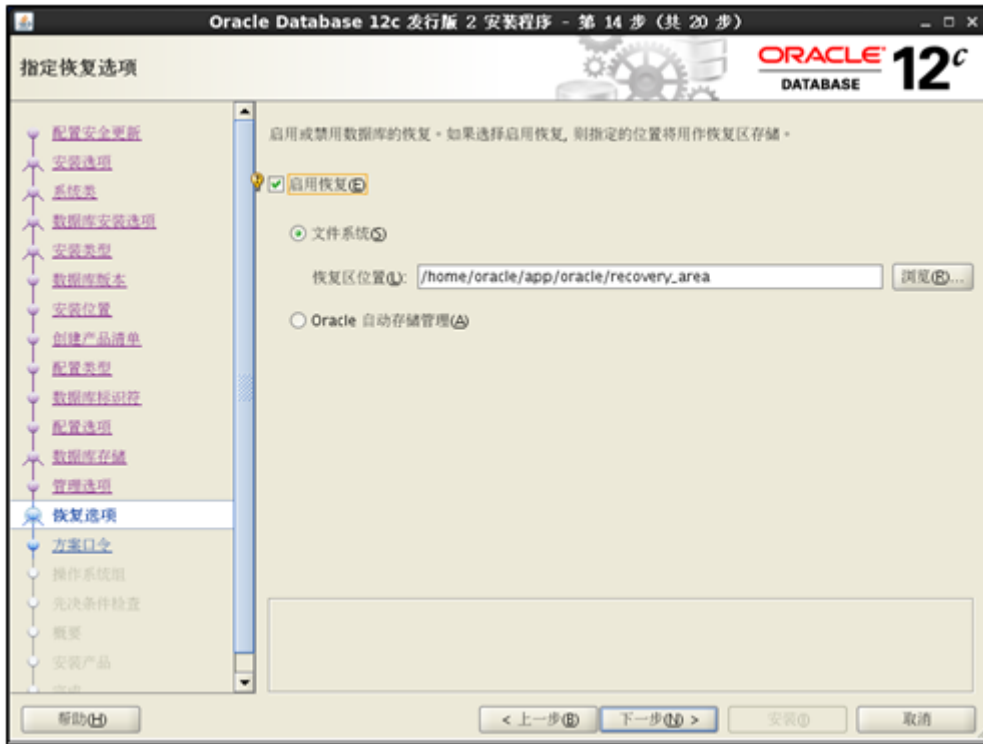 Oracle Database 12c 发行版 2 安装程序 - 第 14 步 (共 20 步)
指定恢复选项
ORACLE
DATABASE
12c
配置安全更新
安装选项
系统类
数据库安装选项
安装类型
数据库版本
安装位置
创建产品清单
配置类型
数据库标识符
配置选项
数据库存储
管理选项
恢复选项
方案口令
操作系统组
先决条件检查
概要
安装产品
启用或禁用数据库的恢复。如果选择启用恢复, 则指定的位置将用作恢复区存储。
启用恢复(E)
文件系统(S)
恢复区位置(L): /home/oracle/app/oracle/recovery_area 浏览(R)...
Oracle 自动存储管理(A)
帮助(H) < 上一步(B) 下一步(N) > 安装(I) 取消